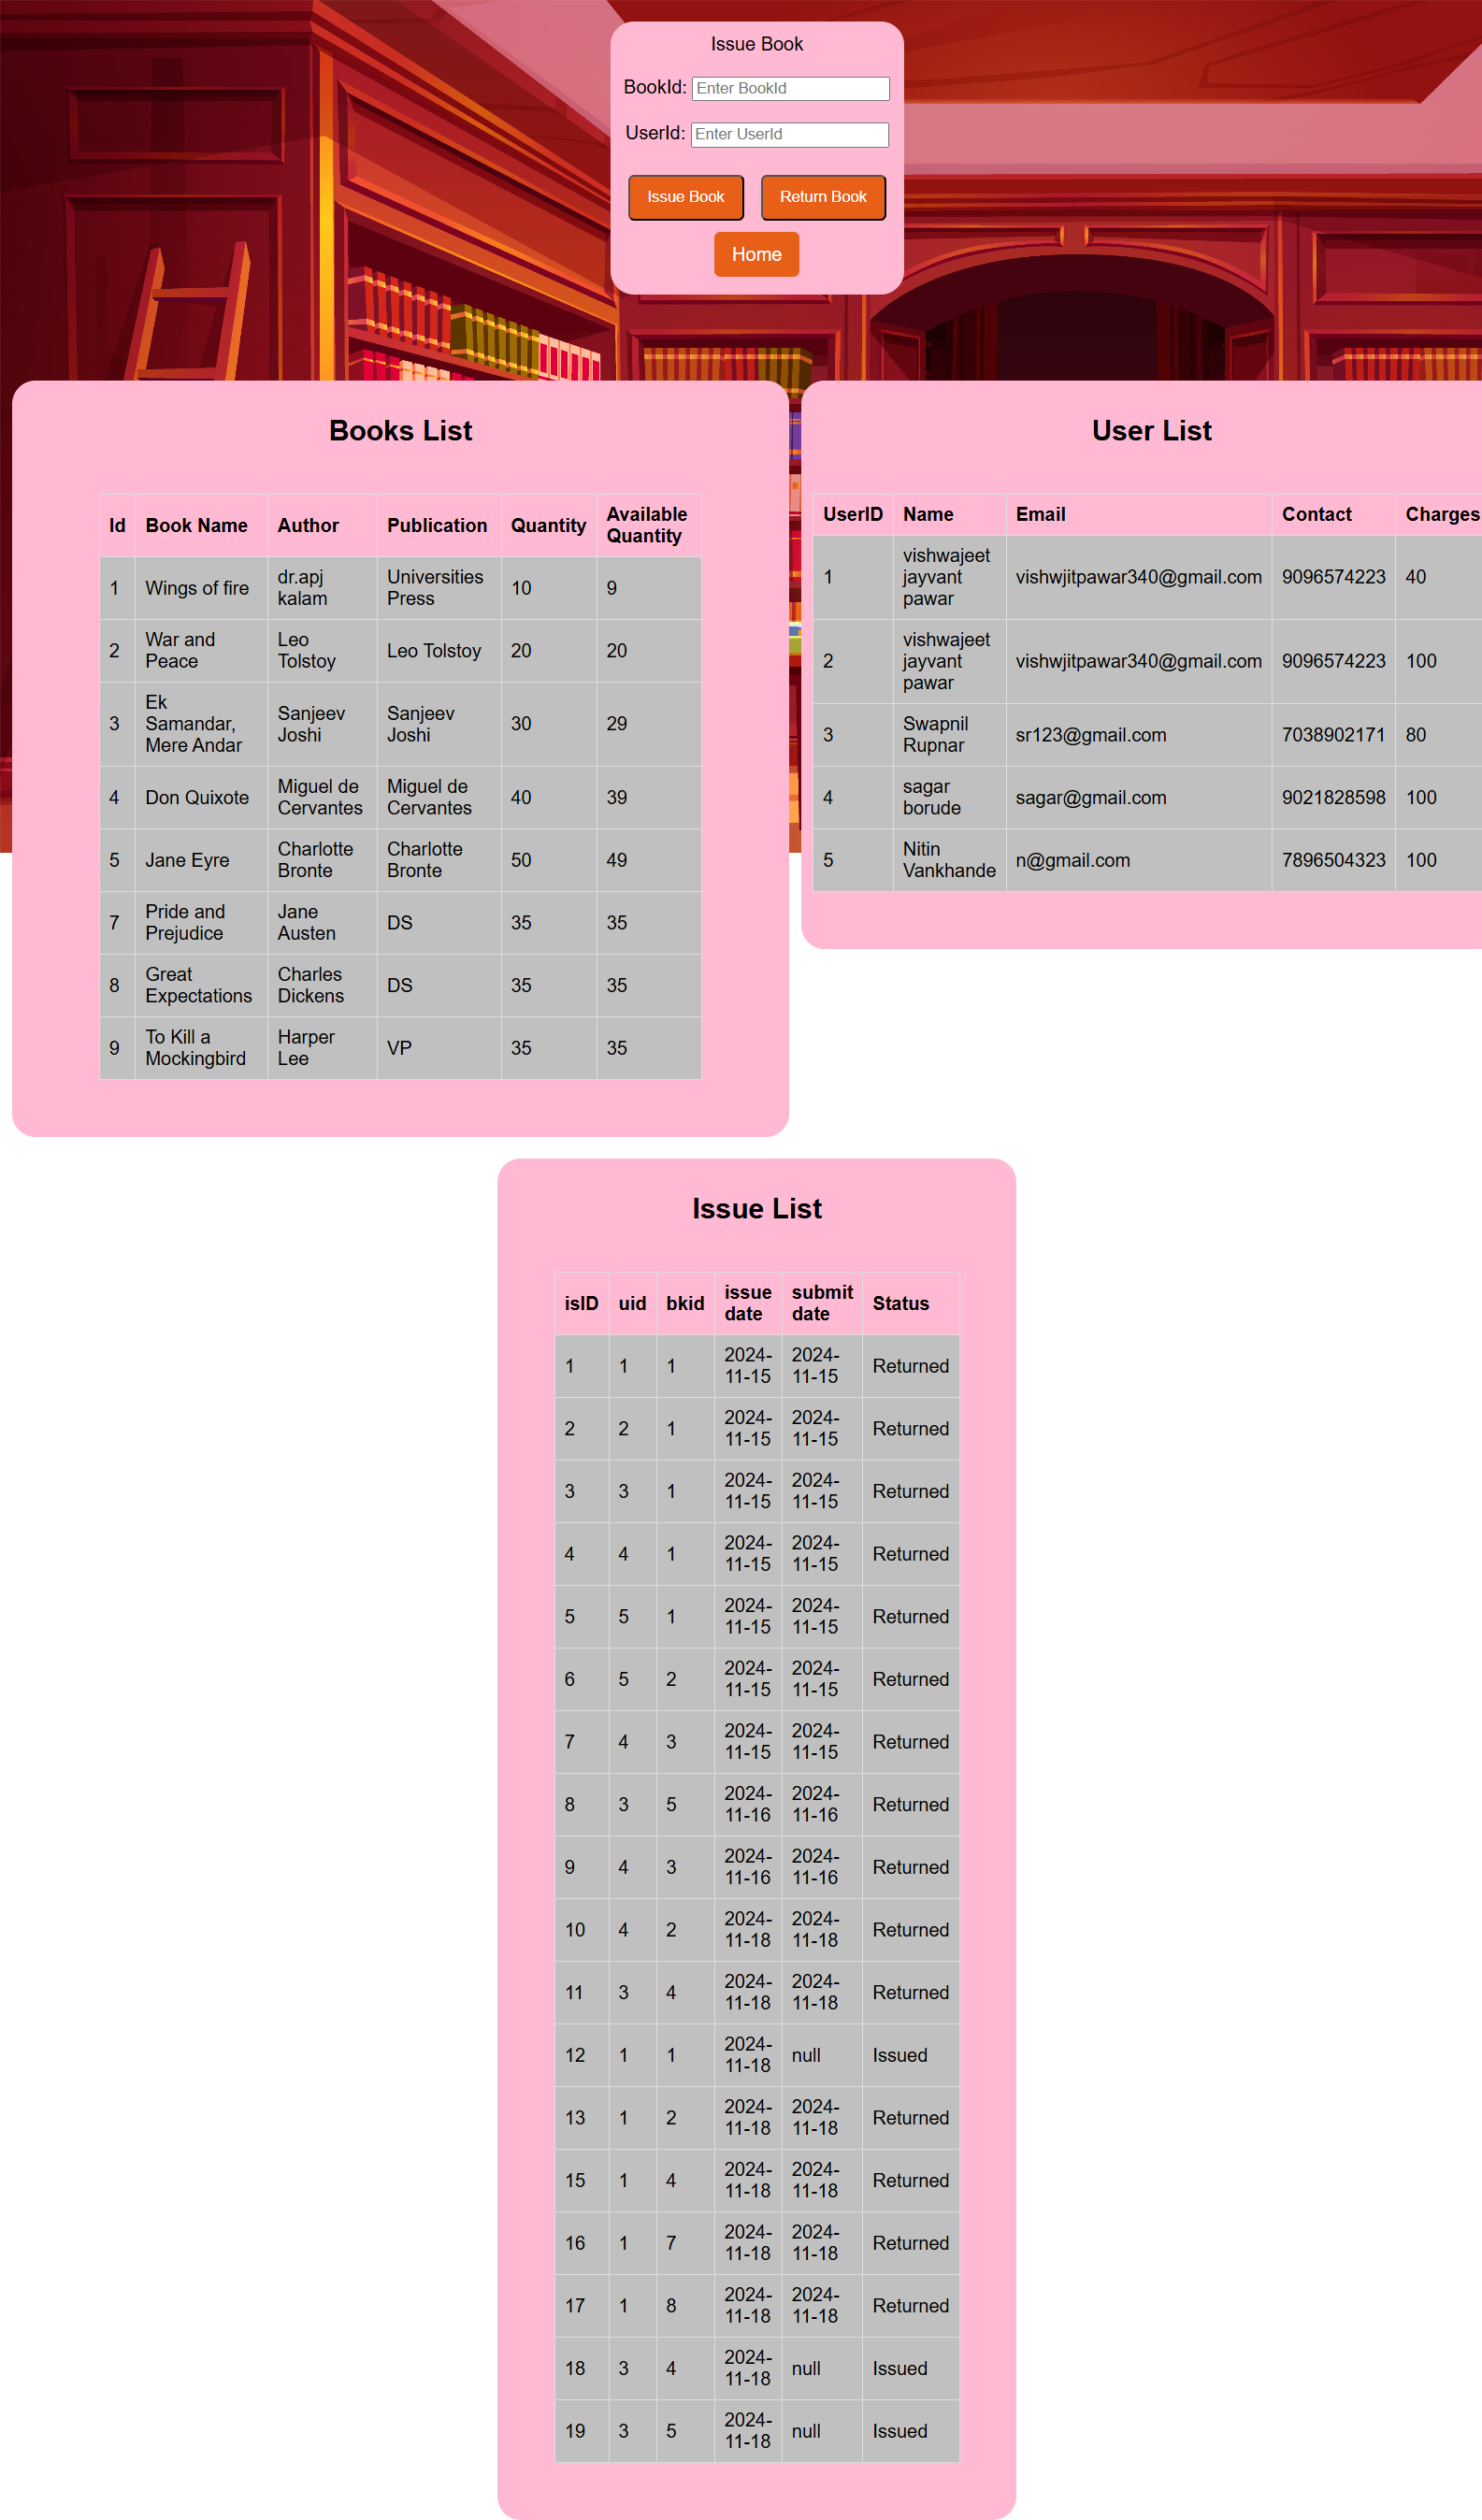 Issue Book
BookId: Enter BookId
UserId: Enter UserId
Issue Book Return Book
Home
Books List
Id Book Name Author Publication Quantity Available Quantity
1 Wings of fire dr.apj kalam Universities Press 10 9
2 War and Peace Leo Tolstoy Leo Tolstoy 20 20
3 Ek Samandar, Mere Andar Sanjeev Joshi Sanjeev Joshi 30 29
4 Don Quixote Miguel de Cervantes Miguel de Cervantes 40 39
5 Jane Eyre Charlotte Bronte Charlotte Bronte 50 49
7 Pride and Prejudice Jane Austen DS 35 35
8 Great Expectations Charles Dickens DS 35 35
9 To Kill a Mockingbird Harper Lee VP 35 35
User List
UserID Name Email Contact Charges
1 vishwajeet jayvant pawar vishwjitpawar340@gmail.com 9096574223 40
2 vishwajeet jayvant pawar vishwjitpawar340@gmail.com 9096574223 100
3 Swapnil Rupnar sr123@gmail.com 7038902171 80
4 sagar borude sagar@gmail.com 9021828598 100
5 Nitin Vankhande n@gmail.com 7896504323 100
Issue List
isID uid bkid issue date submit date Status
1 1 1 2024-11-15 2024-11-15 Returned
2 2 1 2024-11-15 2024-11-15 Returned
3 3 1 2024-11-15 2024-11-15 Returned
4 4 1 2024-11-15 2024-11-15 Returned
5 5 1 2024-11-15 2024-11-15 Returned
6 5 2 2024-11-15 2024-11-15 Returned
7 4 3 2024-11-15 2024-11-15 Returned
8 3 5 2024-11-16 2024-11-16 Returned
9 4 3 2024-11-16 2024-11-16 Returned
10 4 2 2024-11-18 2024-11-18 Returned
11 3 4 2024-11-18 2024-11-18 Returned
12 1 1 2024-11-18 null Issued
13 1 2 2024-11-18 2024-11-18 Returned
15 1 4 2024-11-18 2024-11-18 Returned
16 1 7 2024-11-18 2024-11-18 Returned
17 1 8 2024-11-18 2024-11-18 Returned
18 3 4 2024-11-18 null Issued
19 3 5 2024-11-18 null Issued